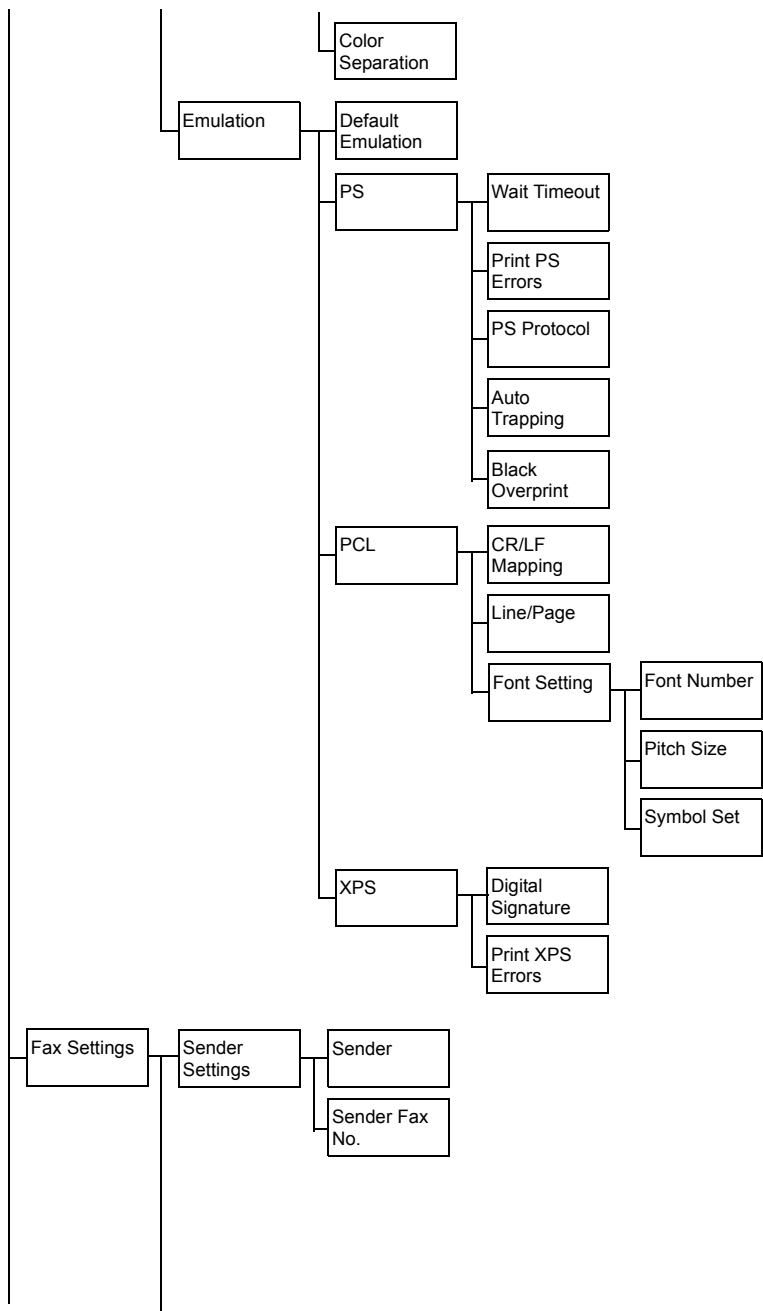 Color
Separation
Emulation
Default
Emulation
PS
Wait Timeout
Print PS
Errors
PS Protocol
Auto
Trapping
Black
Overprint
PCL
CR/LF
Mapping
Line/Page
Font Setting
Font Number
Pitch Size
Symbol Set
XPS
Digital
Signature
Print XPS
Errors
Fax Settings
Sender
Settings
Sender
Sender Fax
No.